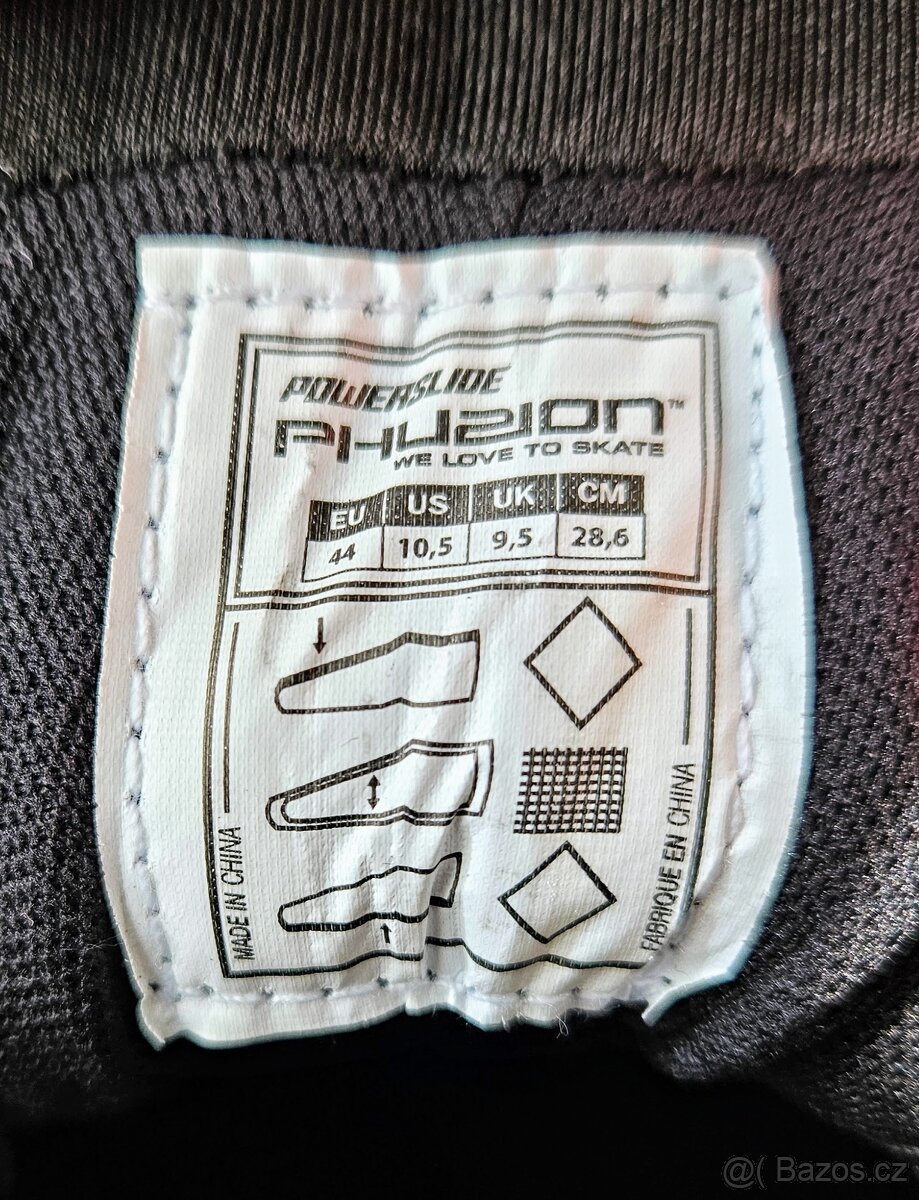 POWERSLIDE
PHUZION™
WE LOVE TO SKATE
EU US UK CM
44 10,5 9,5 28,6
MADE IN CHINA
FABRIQUE EN CHINA
@( Bazos.cz